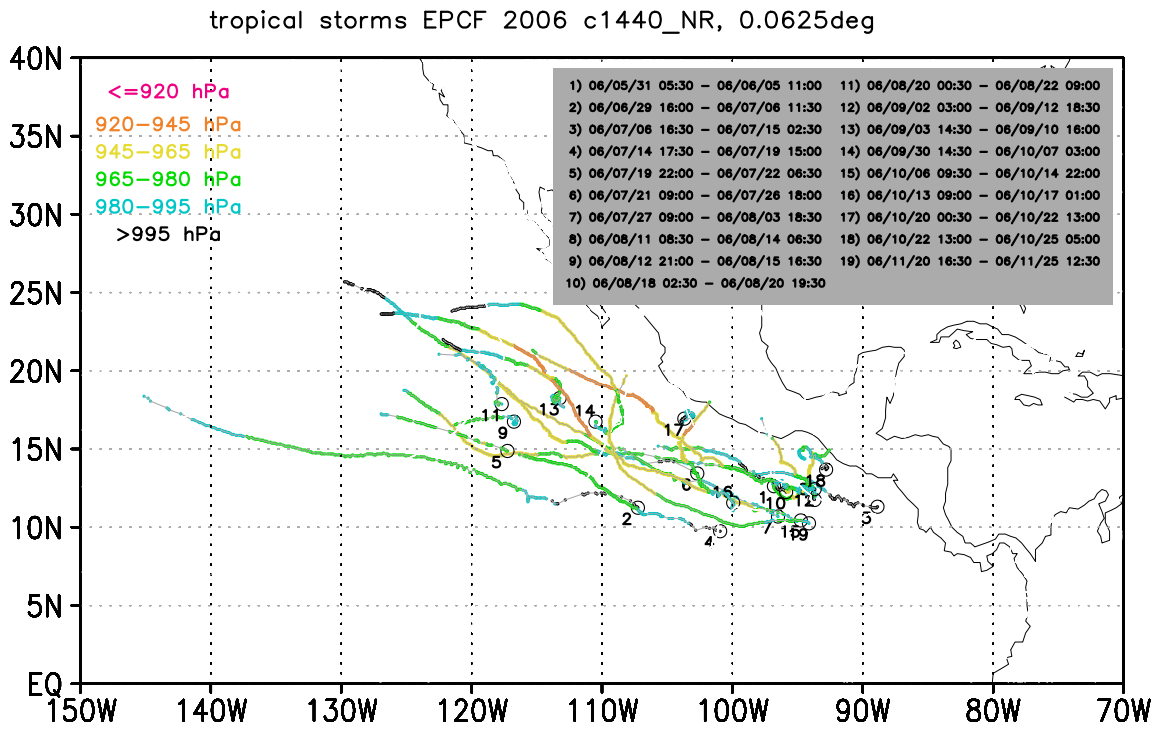 tropical storms EPCF 2006 c1440_NR, 0.0625deg
40N
35N
30N
25N
20N
15N
10N
5N
EQ
<=920 hPa
920-945 hPa
945-965 hPa
965-980 hPa
980-995 hPa
>995 hPa
1) 06/05/31 05:30 - 06/06/05 11:00 11) 06/08/20 00:30 - 06/08/22 09:00
2) 06/06/29 16:00 - 06/07/06 11:30 12) 06/09/02 03:00 - 06/09/12 18:30
3) 06/07/06 16:30 - 06/07/15 02:30 13) 06/09/03 14:30 - 06/09/10 16:00
4) 06/07/14 17:30 - 06/07/19 15:00 14) 06/09/30 14:30 - 06/10/07 03:00
5) 06/07/19 22:00 - 06/07/22 06:30 15) 06/10/06 09:30 - 06/10/14 22:00
6) 06/07/21 09:00 - 06/07/26 18:00 16) 06/10/13 09:00 - 06/10/17 01:00
7) 06/07/27 09:00 - 06/08/03 18:30 17) 06/10/20 00:30 - 06/10/22 13:00
8) 06/08/11 08:30 - 06/08/14 06:30 18) 06/10/22 13:00 - 06/10/25 05:00
9) 06/08/12 21:00 - 06/08/15 16:30 19) 06/11/20 16:30 - 06/11/25 12:30
10) 06/08/18 02:30 - 06/08/20 19:30
11
13
14
17
9
5
18
10
2
4
7
19
150W 140W 130W 120W 110W 100W 90W 80W 70W